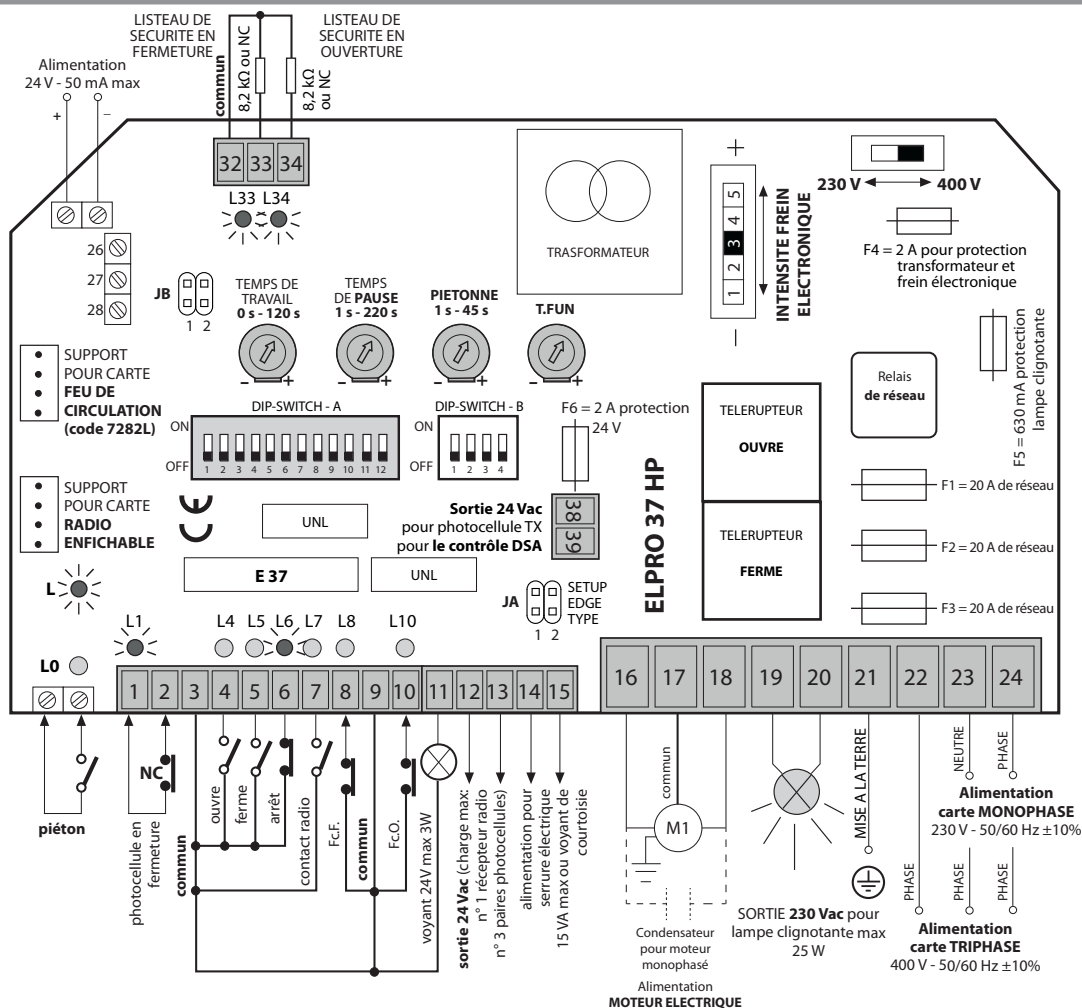 LISTEAU DE
SECURITE EN
FERMETURE
LISTEAU DE
SECURITE EN
OUVERTURE
commun
8,2 kΩ ou NC
8,2 kΩ
ou NC
Alimentation
24 V - 50 mA max
+ −
32 33 34
L33 L34
26
27
28
JB
1 2
TEMPS DE
TRAVAIL
0 s - 120 s
TEMPS
DE PAUSE
1 s - 220 s
PIETONNE
1 s - 45 s
T.FUN
- +
- +
- +
- +
TRASFORMATEUR
+
1 2 3 4 5
−
INTENSITE FREIN
ELECTRONIQUE
230 V 400 V
F4 = 2 A pour protection
transformateur et
frein électronique
F5 = 630 mA protection
lampe clignotante
SUPPORT
POUR CARTE
FEU DE
CIRCULATION
(code 7282L)
DIP-SWITCH - A
ON
OFF
1 2 3 4 5 6 7 8 9 10 11 12
DIP-SWITCH - B
ON
OFF
1 2 3 4
F6 = 2 A protection
24 V
TELERUPTEUR
OUVRE
Relais
de réseau
SUPPORT
POUR CARTE
RADIO
ENFICHABLE
CE
UNL
Sortie 24 Vac
pour photocellule TX
pour le contrôle DSA
38
39
ELPRO 37 HP
TELERUPTEUR
FERME
F1 = 20 A de réseau
F2 = 20 A de réseau
F3 = 20 A de réseau
E 37
UNL
JA
1 2
SETUP
EDGE
TYPE
L
L1 L4 L5 L6 L7 L8 L10
L0
1 2 3 4 5 6 7 8 9 10 11 12 13 14 15
16 17 18 19 20 21 22 23 24
piéton
NC
photocellule en
fermeture
commun
ouvre
ferme
arrêt
contact radio
Fc.F.
commun
Fc.O.
voyant 24V max 3W
sortie 24 Vac (charge max:
n° 1 récepteur radio
n° 3 paires photocellules)
alimentation pour
serrure électrique
15 VA max ou voyant de
courtoisie
commun
M1
Condensateur
pour moteur
monophasé
Alimentation
MOTEUR ELECTRIQUE
SORTIE 230 Vac pour
lampe clignotante max
25 W
MISE A LA TERRE
NEUTRE
PHASE
Alimentation
carte MONOPHASE
230 V - 50/60 Hz ±10%
PHASE
PHASE
PHASE
Alimentation
carte TRIPHASE
400 V - 50/60 Hz ±10%